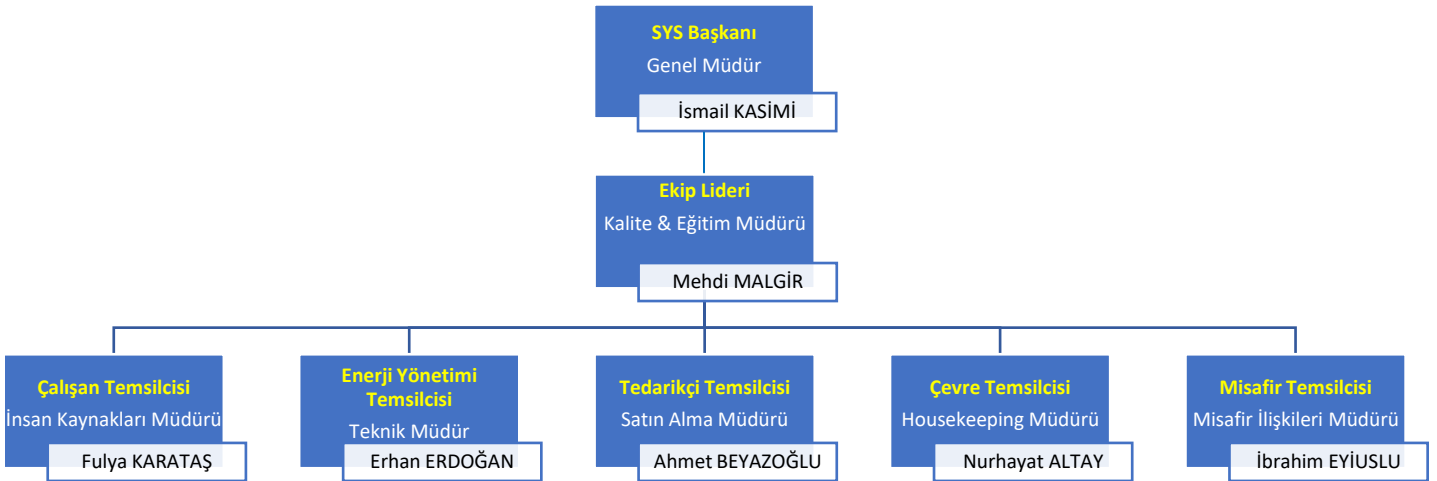 SYS Başkanı
Genel Müdür
İsmail KASİMİ
Ekip Lideri
Kalite & Eğitim Müdürü
Mehdi MALGİR
Çalışan Temsilcisi
İnsan Kaynakları Müdürü
Fulya KARATAŞ
Enerji Yönetimi
Temsilcisi
Teknik Müdür
Erhan ERDOĞAN
Tedarikçi Temsilcisi
Satın Alma Müdürü
Ahmet BEYAZOĞLU
Çevre Temsilcisi
Housekeeping Müdürü
Nurhayat ALTAY
Misafir Temsilcisi
Misafir İlişkileri Müdürü
İbrahim EYİUSLU